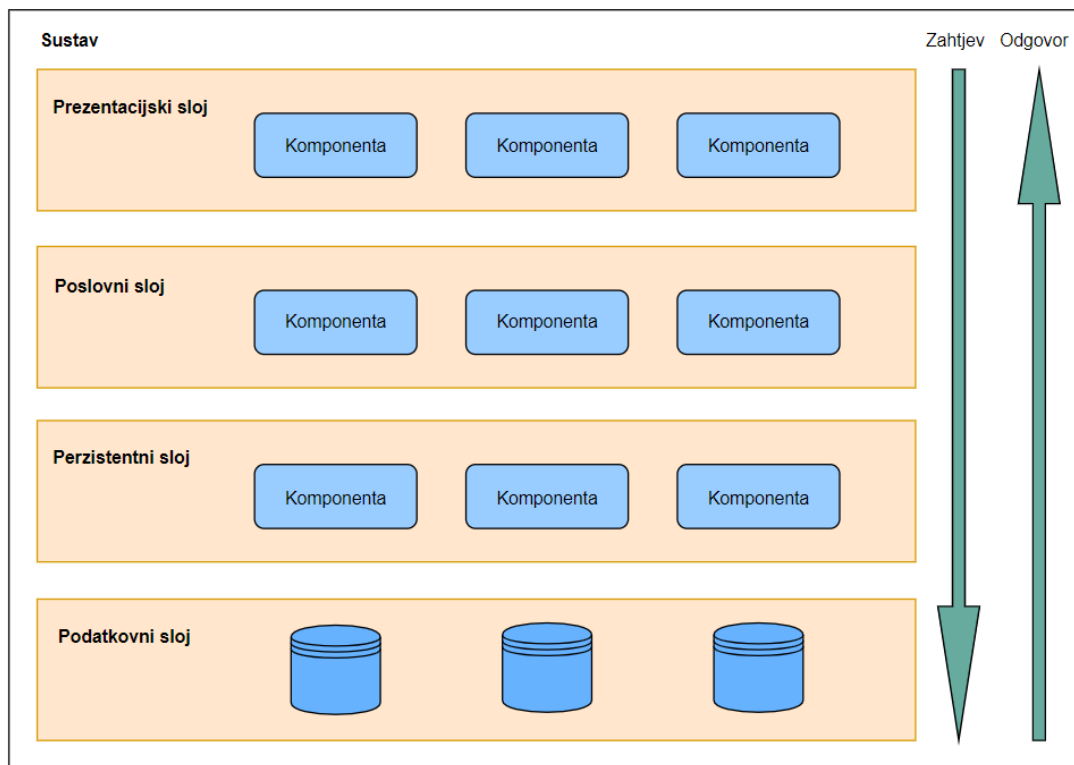 Sustav
Zahtjev Odgovor
Prezentacijski sloj
Komponenta Komponenta Komponenta
Poslovni sloj
Komponenta Komponenta Komponenta
Perzistentni sloj
Komponenta Komponenta Komponenta
Podatkovni sloj